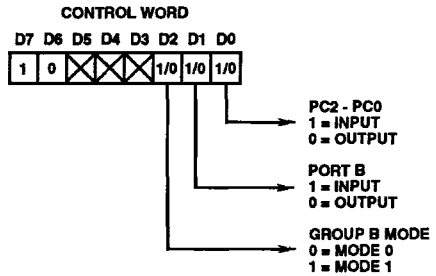 CONTROL WORD
D7 D6 D5 D4 D3 D2 D1 D0
1 0 1/0 1/0 1/0
PC2 - PC0
1 = INPUT
0 = OUTPUT
PORT B
1 = INPUT
0 = OUTPUT
GROUP B MODE
0 = MODE 0
1 = MODE 1